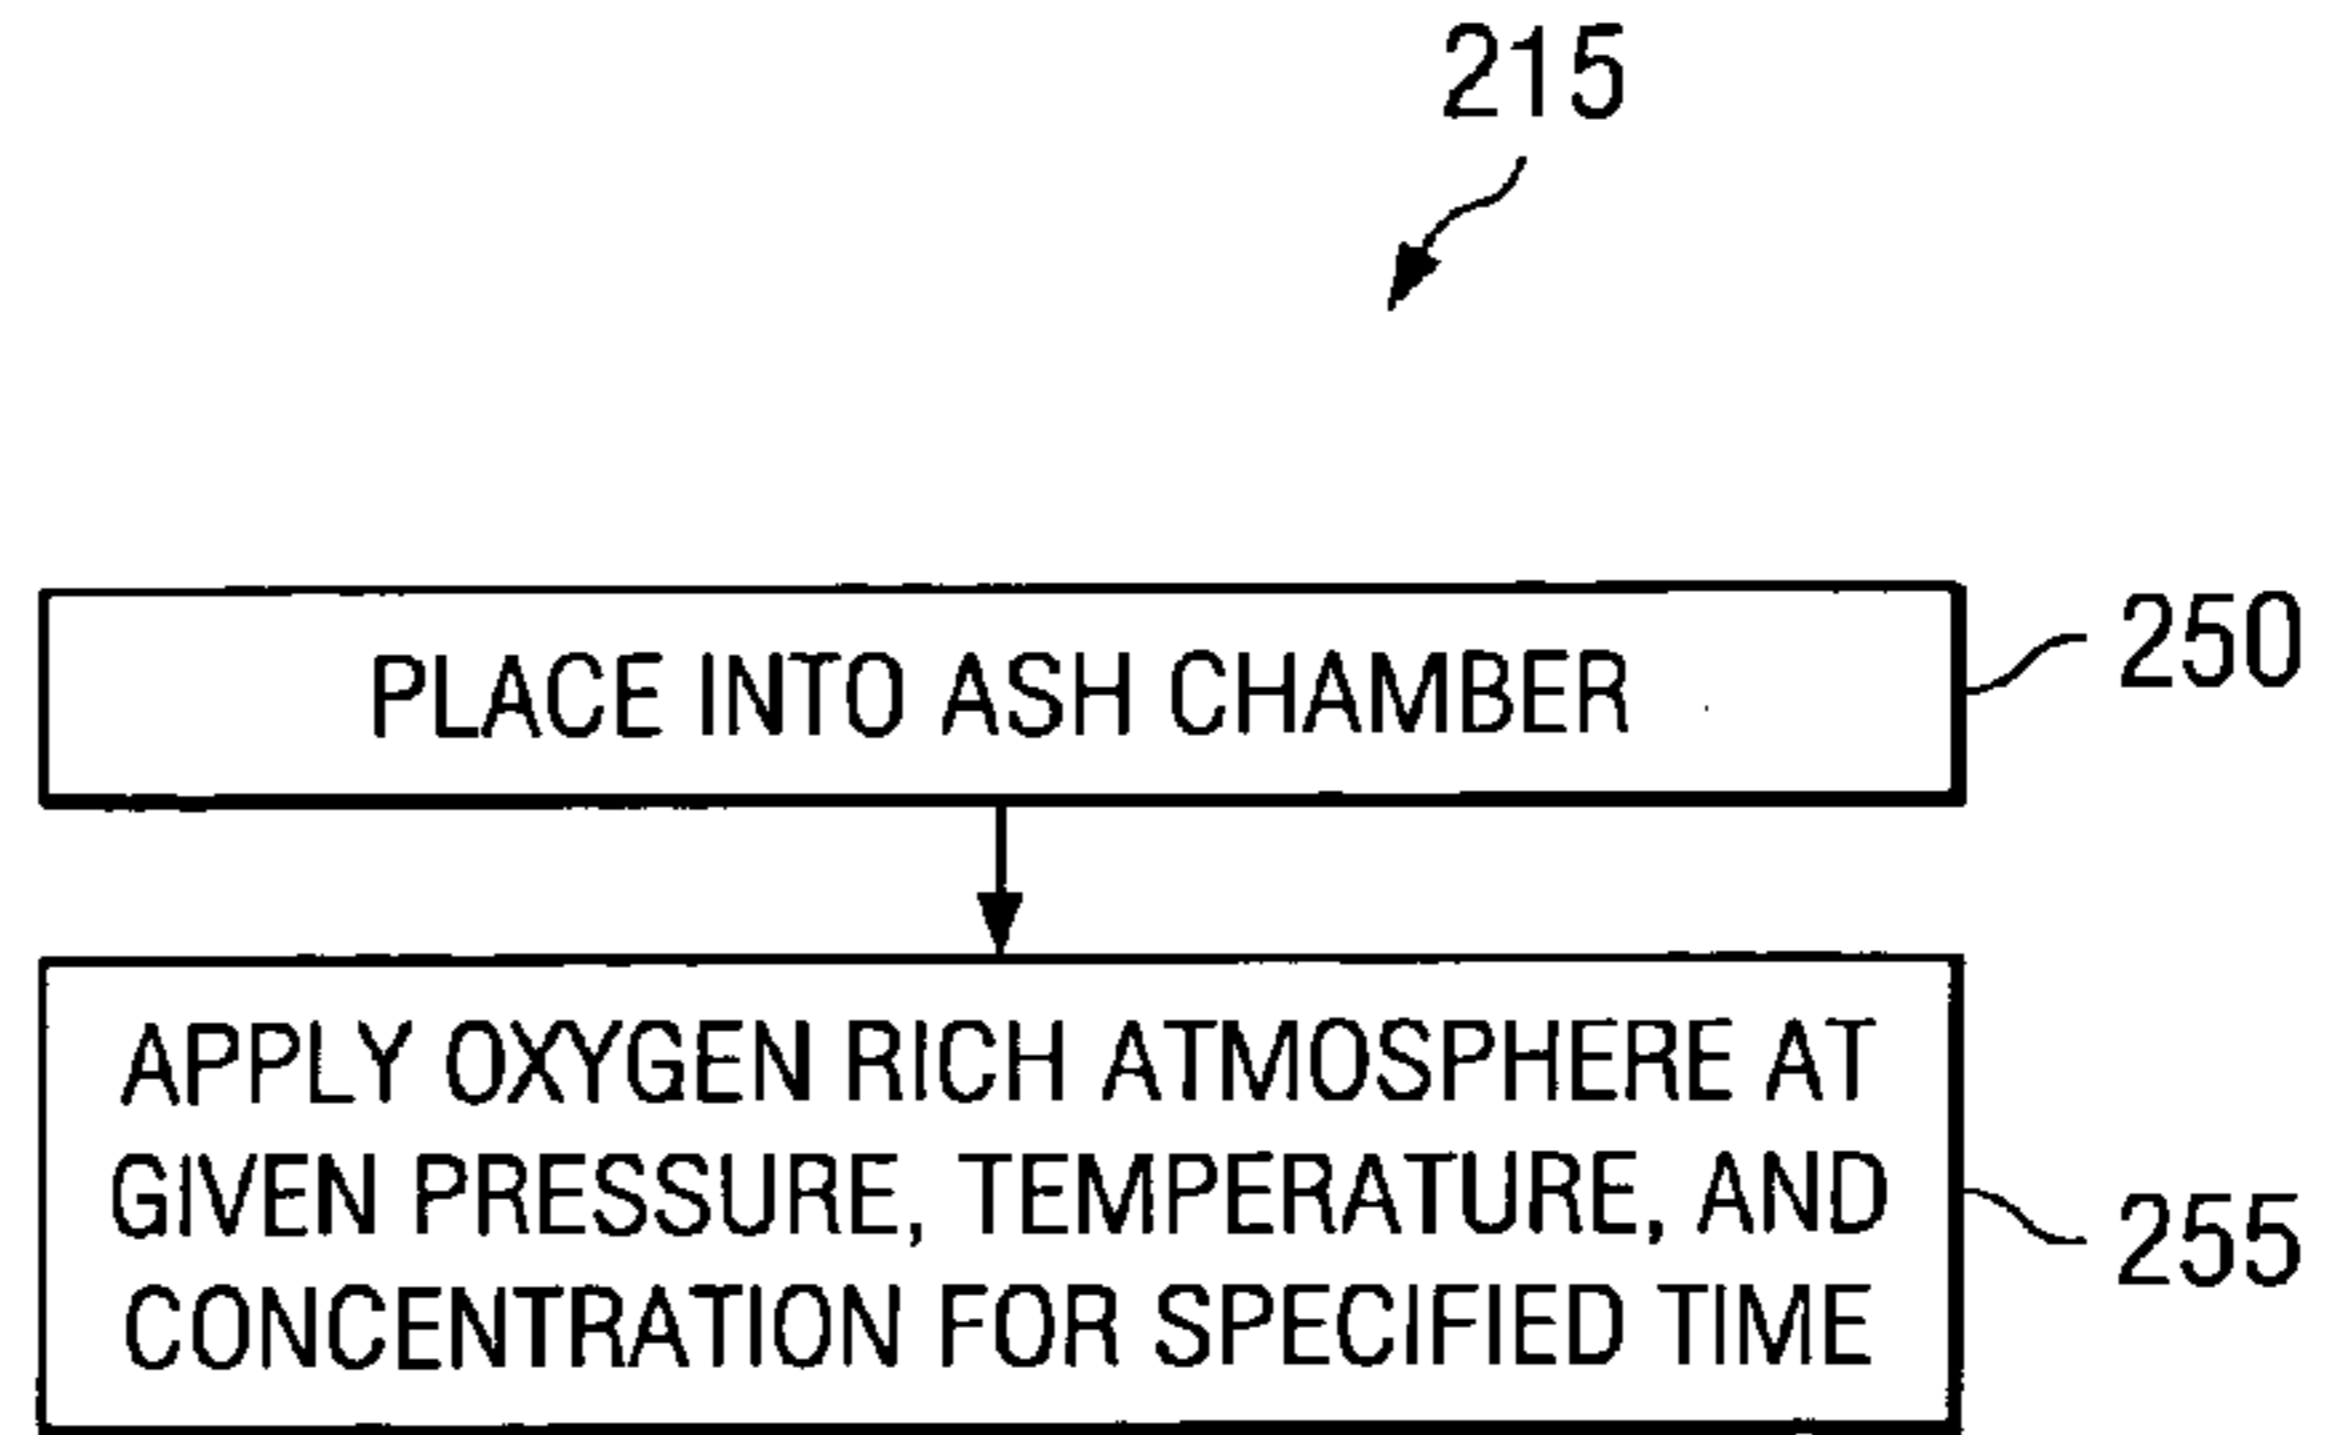 215
PLACE INTO ASH CHAMBER
250
APPLY OXYGEN RICH ATMOSPHERE AT
GIVEN PRESSURE, TEMPERATURE, AND
CONCENTRATION FOR SPECIFIED TIME
255